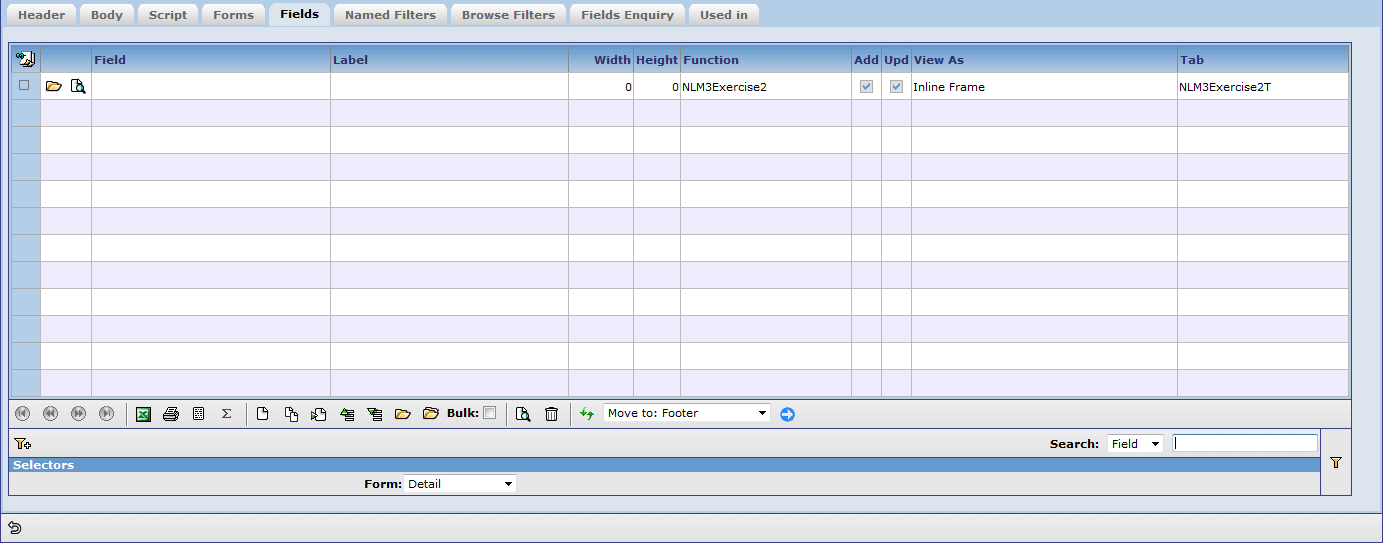 Header Body Script Forms Fields Named Filters Browse Filters Fields Enquiry Used in
Field Label Width Height Function Add Upd View As Tab
0 0 NLM3Exercise2 Inline Frame NLM3Exercise2T
Σ Bulk: Move to: Footer
Search: Field
Selectors
Form: Detail